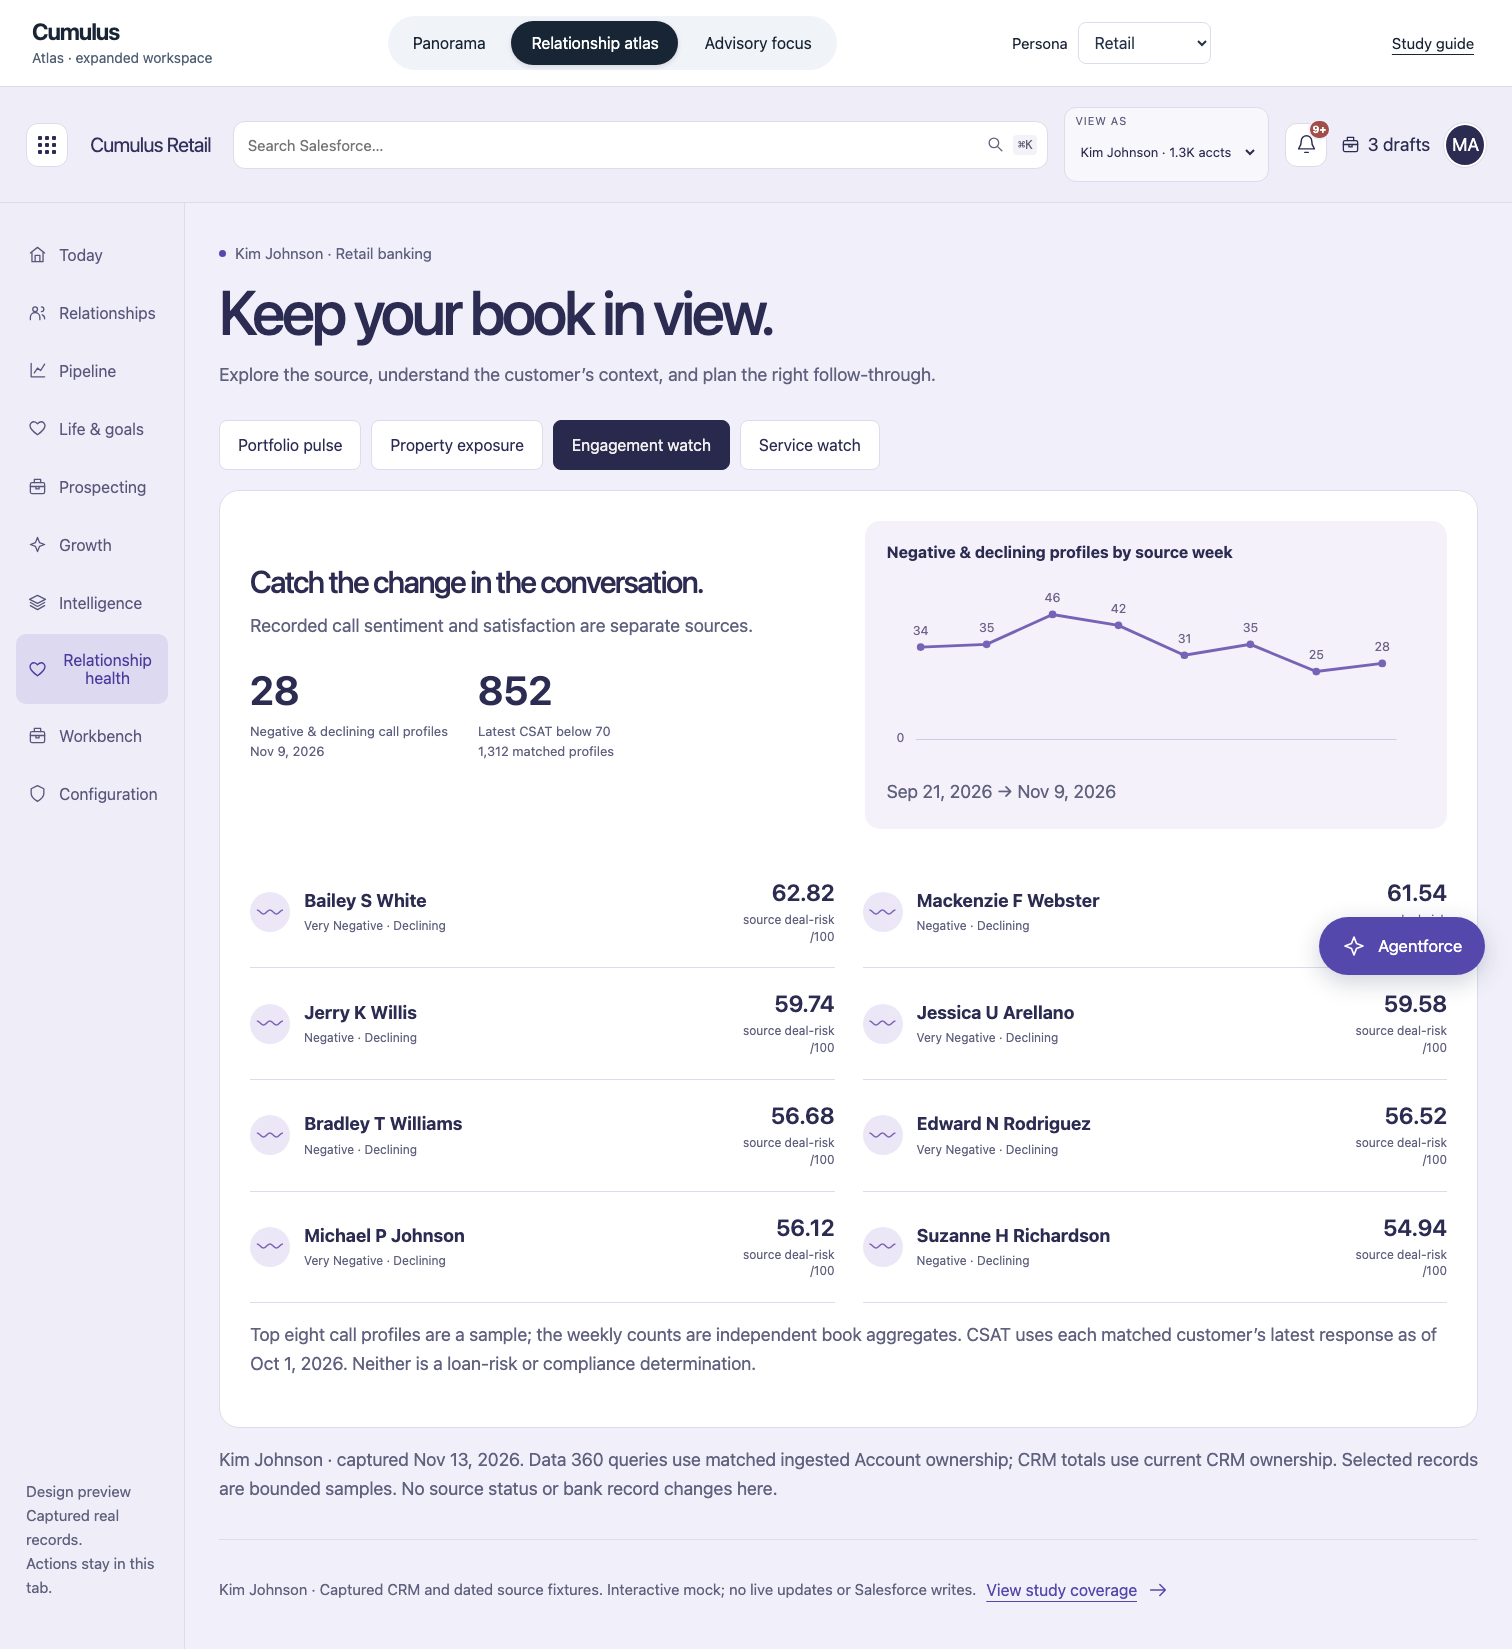 Cumulus
Atlas · expanded workspace
Panorama
Relationship atlas
Advisory focus
Persona
Retail
Study guide
Cumulus Retail
Search Salesforce...
⌘K
VIEW AS
Kim Johnson · 1.3K accts
9+
3 drafts
MA
Today
Relationships
Pipeline
Life & goals
Prospecting
Growth
Intelligence
Relationship
health
Workbench
Configuration
Design preview
Captured real
records.
Actions stay in this
tab.
Kim Johnson · Retail banking
Keep your book in view.
Explore the source, understand the customer’s context, and plan the right follow-through.
Portfolio pulse
Property exposure
Engagement watch
Service watch
Catch the change in the conversation.
Recorded call sentiment and satisfaction are separate sources.
28
Negative & declining call profiles
Nov 9, 2026
852
Latest CSAT below 70
1,312 matched profiles
Negative & declining profiles by source week
34
35
46
42
31
35
25
28
0
Sep 21, 2026 → Nov 9, 2026
Bailey S White
Very Negative · Declining
62.82
source deal-risk
/100
Mackenzie F Webster
Negative · Declining
61.54
Agentforce
Jerry K Willis
Negative · Declining
59.74
source deal-risk
/100
Jessica U Arellano
Very Negative · Declining
59.58
source deal-risk
/100
Bradley T Williams
Negative · Declining
56.68
source deal-risk
/100
Edward N Rodriguez
Very Negative · Declining
56.52
source deal-risk
/100
Michael P Johnson
Very Negative · Declining
56.12
source deal-risk
/100
Suzanne H Richardson
Negative · Declining
54.94
source deal-risk
/100
Top eight call profiles are a sample; the weekly counts are independent book aggregates. CSAT uses each matched customer’s latest response as of
Oct 1, 2026. Neither is a loan-risk or compliance determination.
Kim Johnson · captured Nov 13, 2026. Data 360 queries use matched ingested Account ownership; CRM totals use current CRM ownership. Selected records
are bounded samples. No source status or bank record changes here.
Kim Johnson · Captured CRM and dated source fixtures. Interactive mock; no live updates or Salesforce writes.
View study coverage →